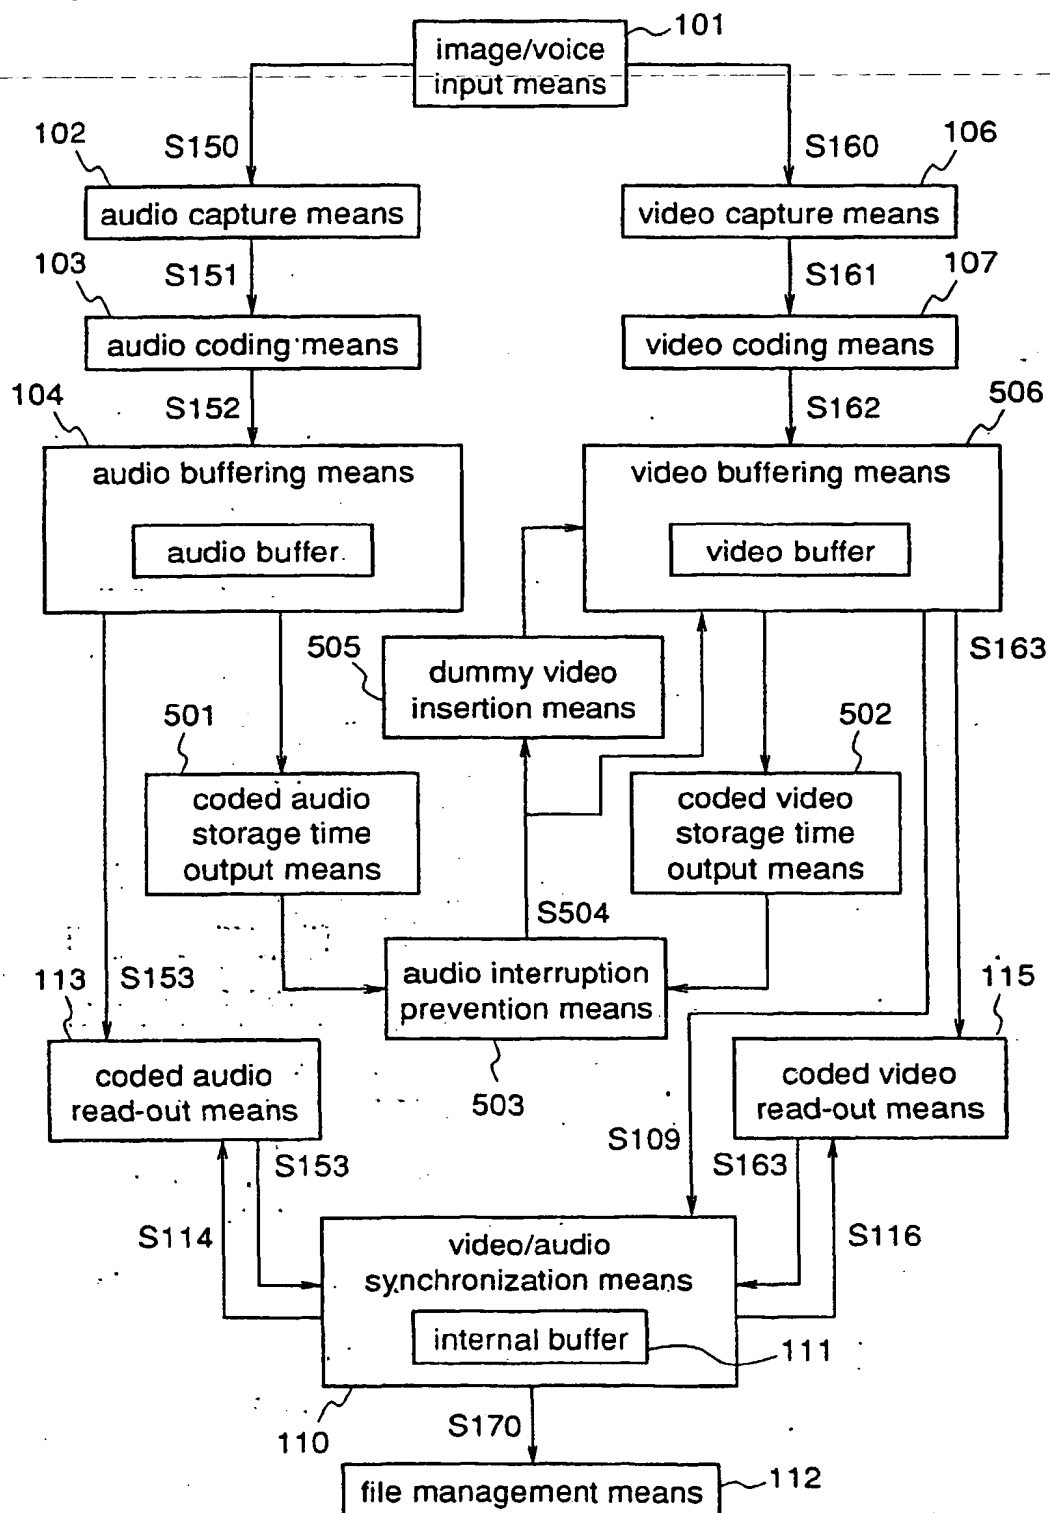 101
image/voice
input means
102
S150
S160
106
audio capture means
video capture means
103
S151
S161
107
audio coding means
video coding means
104
S152
S162
506
audio buffering means
video buffering means
audio buffer
video buffer
505
S163
dummy video
insertion means
501
502
coded audio
storage time
output means
coded video
storage time
output means
S504
113
S153
audio interruption
prevention means
115
coded audio
read-out means
503
coded video
read-out means
S109
S153
S163
S114
S116
video/audio
synchronization means
internal buffer
111
110
S170
file management means
112